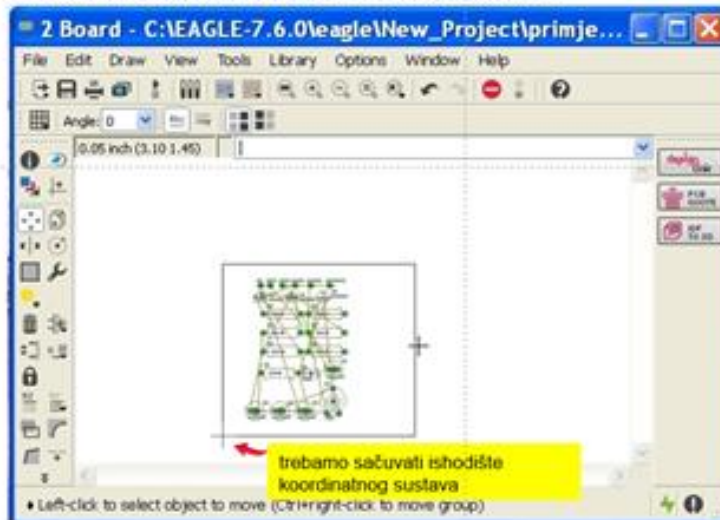 2 Board - C:\EAGLE-7.6.0\eagle\New_Project\primje...
File Edit Draw View Tools Library Options Window Help
Angle: 0
0.05 inch (3.10 1.45)
trebamo sačuvati ishodište
koordinatnog sustava
Left-click to select object to move (Ctrl+right-click to move group)